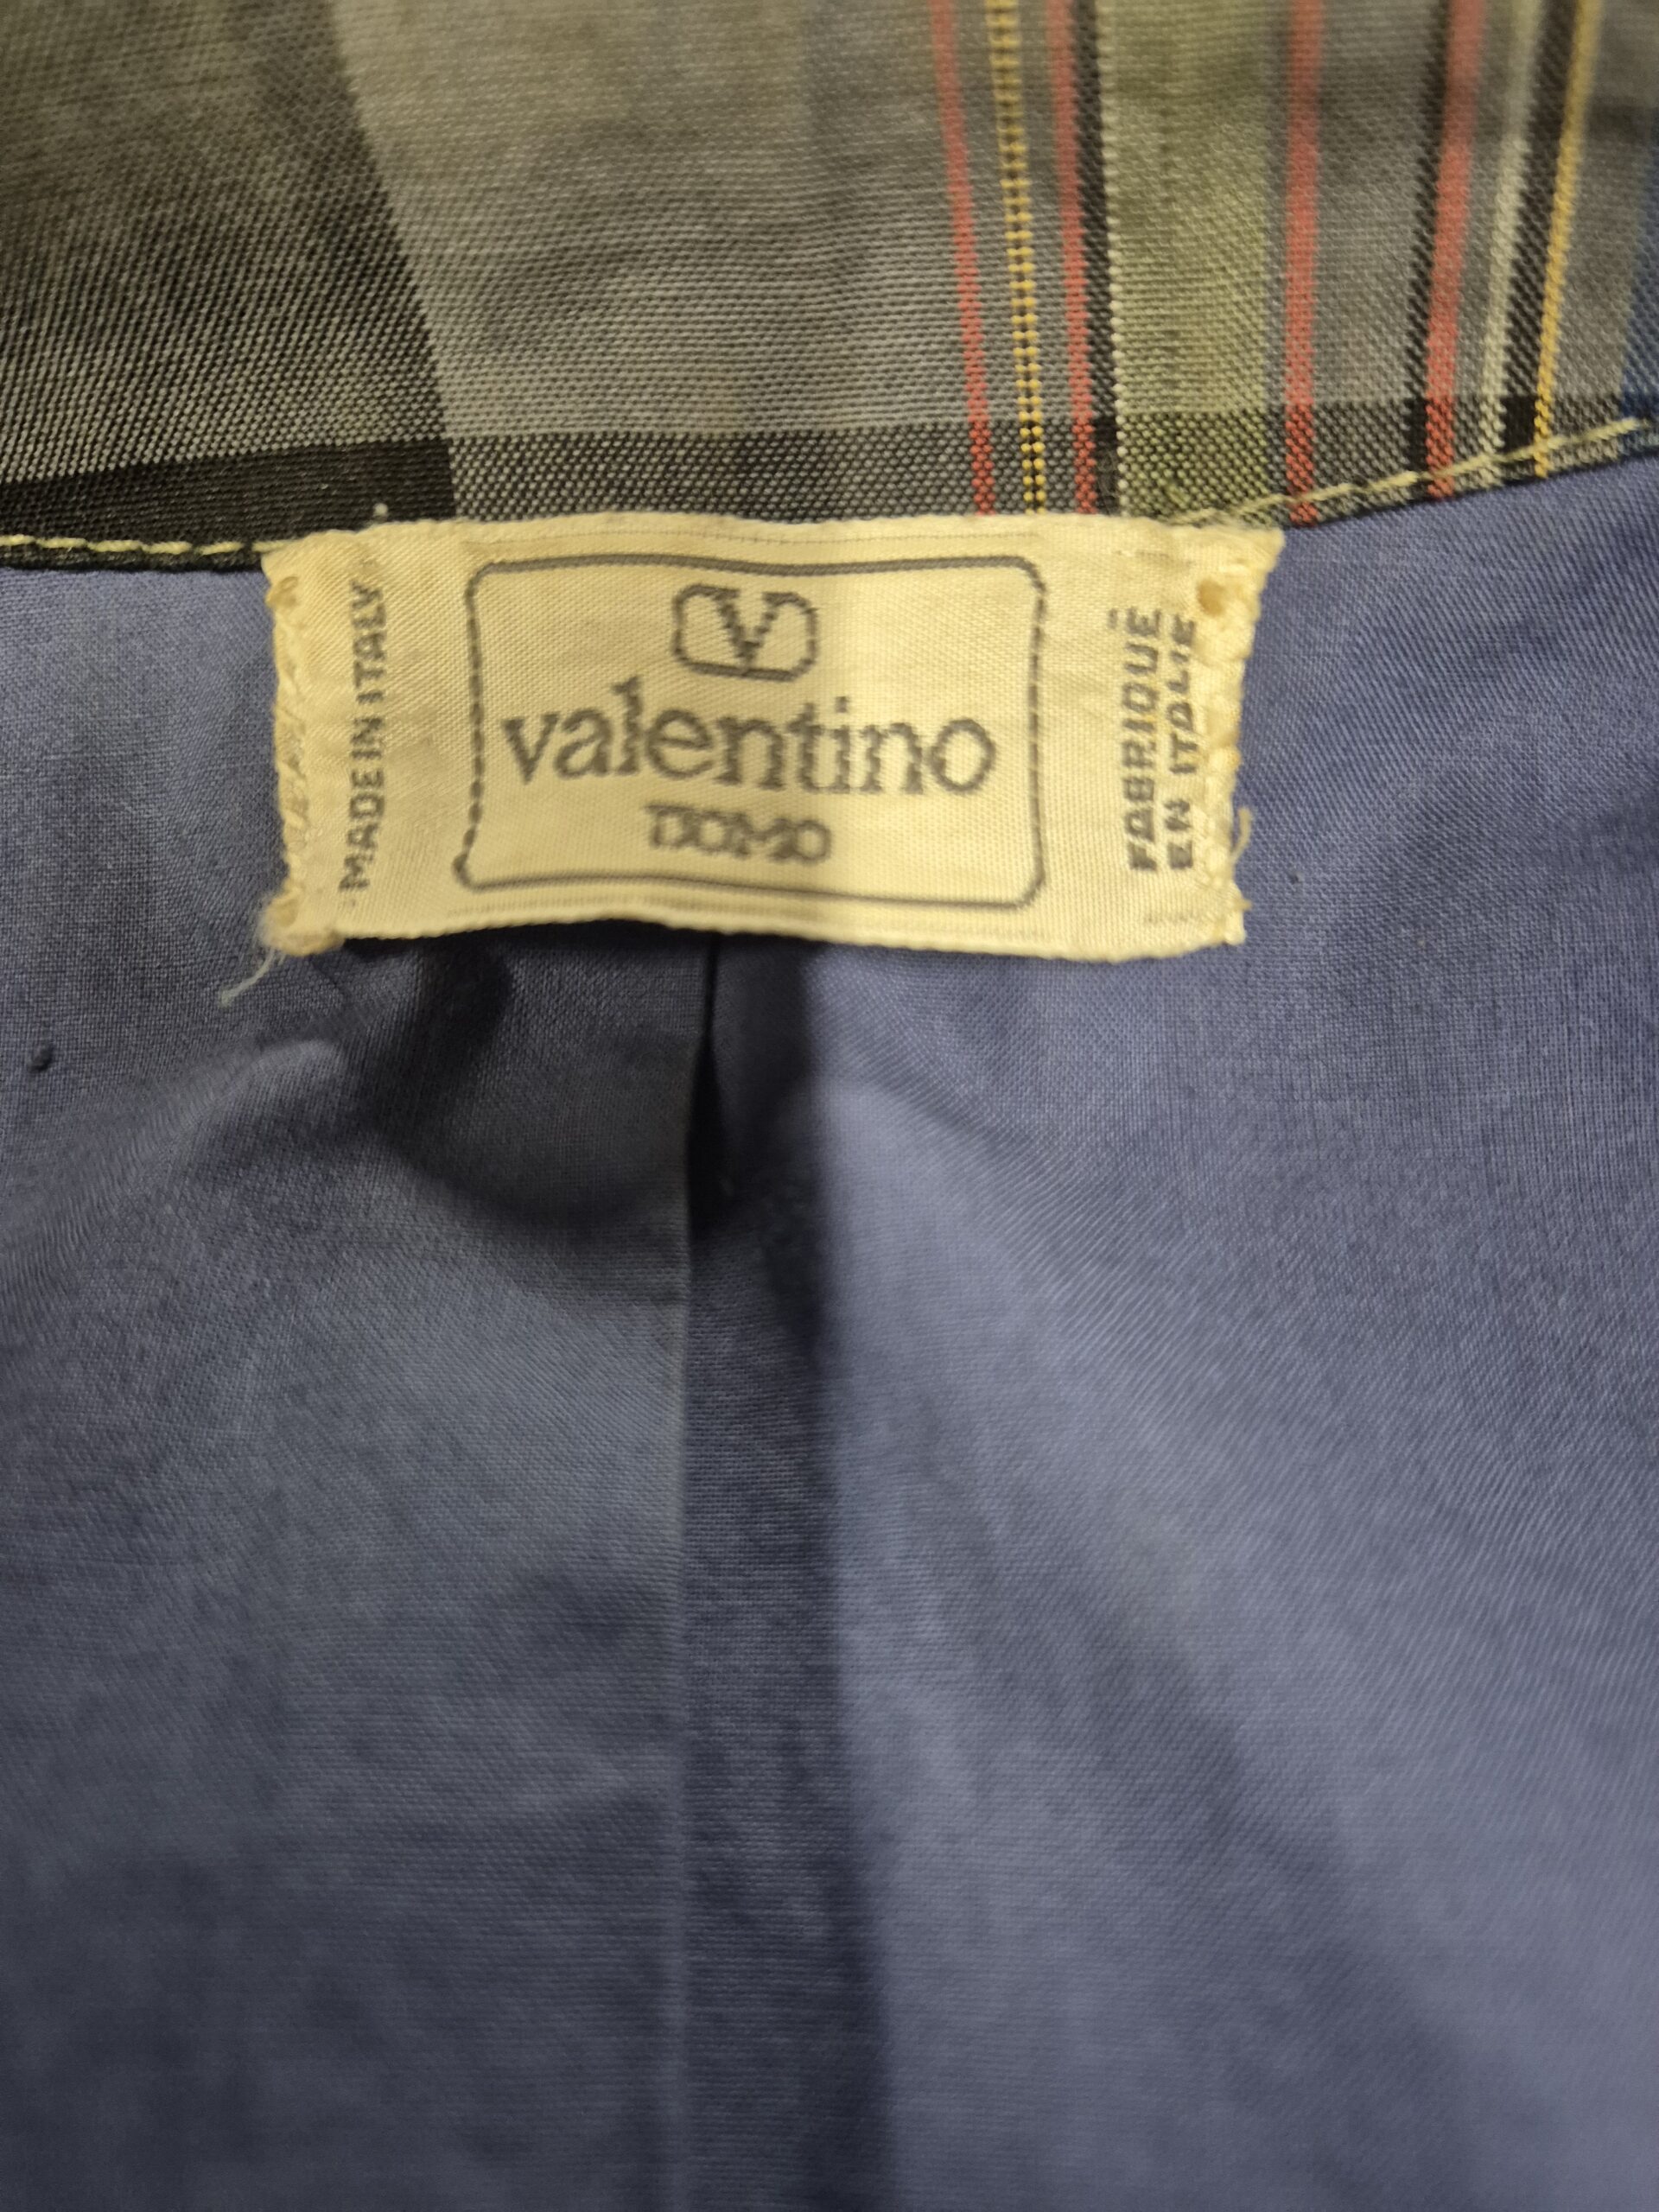 MADE IN ITALY
V
valentino
UOMO
FABRIQUÉ
EN ITALIE